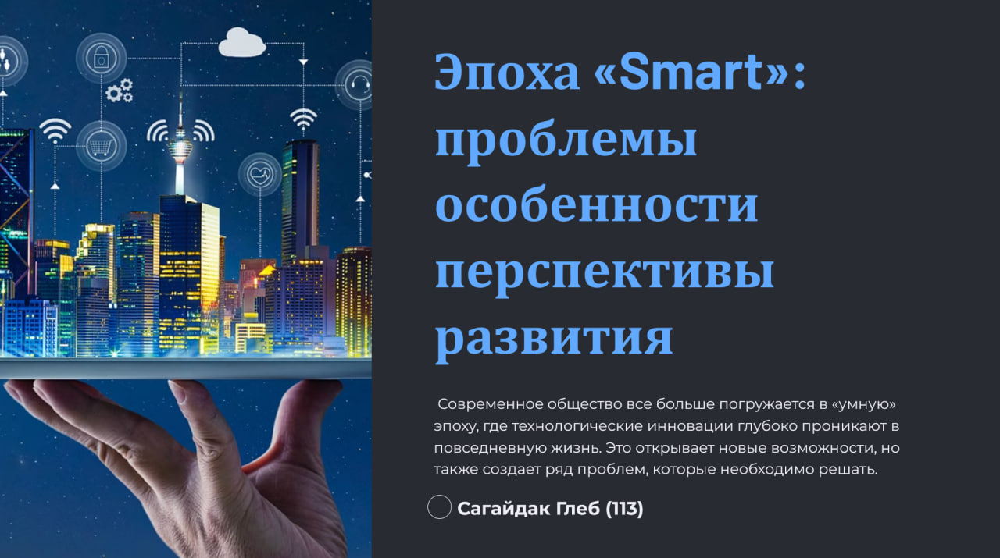 Эпоха «Smart»:
проблемы
особенности
перспективы
развития
Современное общество все больше погружается в «умную»
эпоху, где технологические инновации глубоко проникают в
повседневную жизнь. Это открывает новые возможности, но
также создает ряд проблем, которые необходимо решать.
Сагайдак Глеб (113)